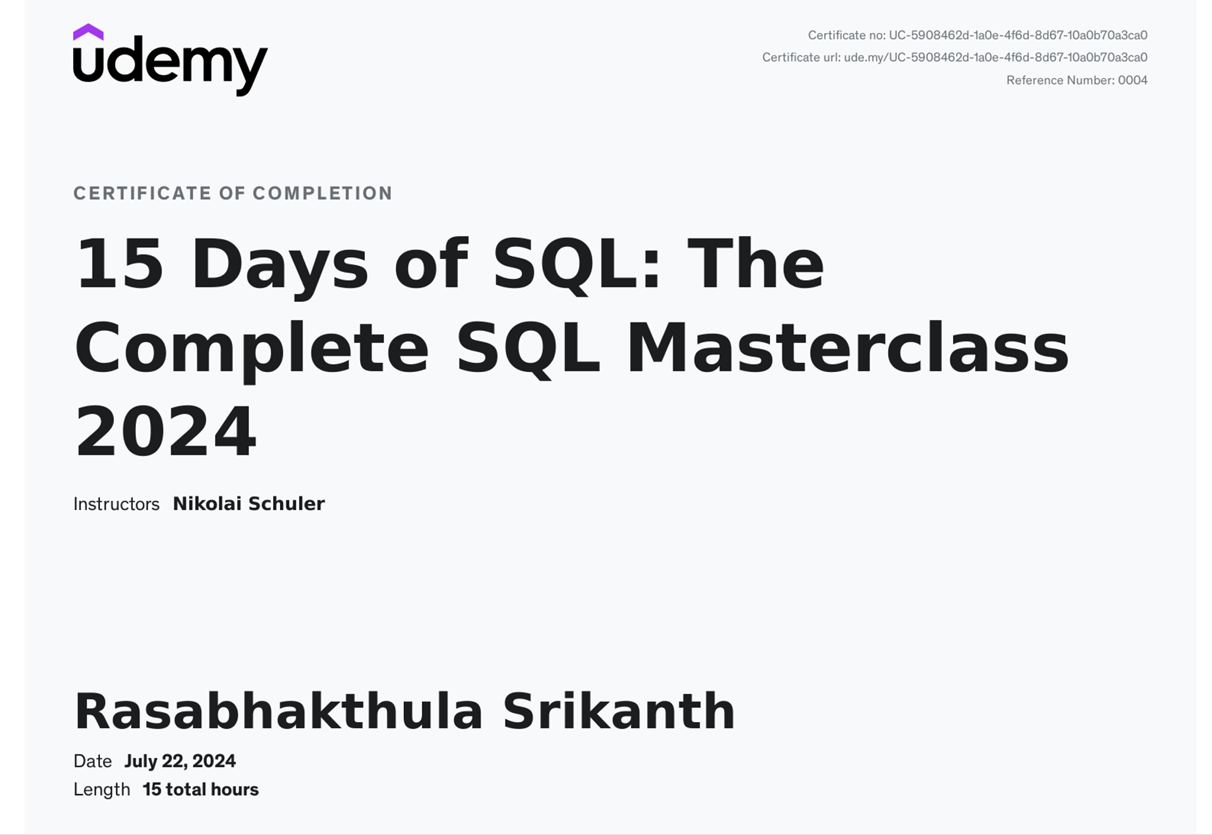 udemy
Certificate no: UC-5908462d-1a0e-4f6d-8d67-10a0b70a3ca0
Certificate url: ude.my/UC-5908462d-1a0e-4f6d-8d67-10a0b70a3ca0
Reference Number: 0004
CERTIFICATE OF COMPLETION
15 Days of SQL: The
Complete SQL Masterclass
2024
Instructors Nikolai Schuler
Rasabhakthula Srikanth
Date July 22, 2024
Length 15 total hours